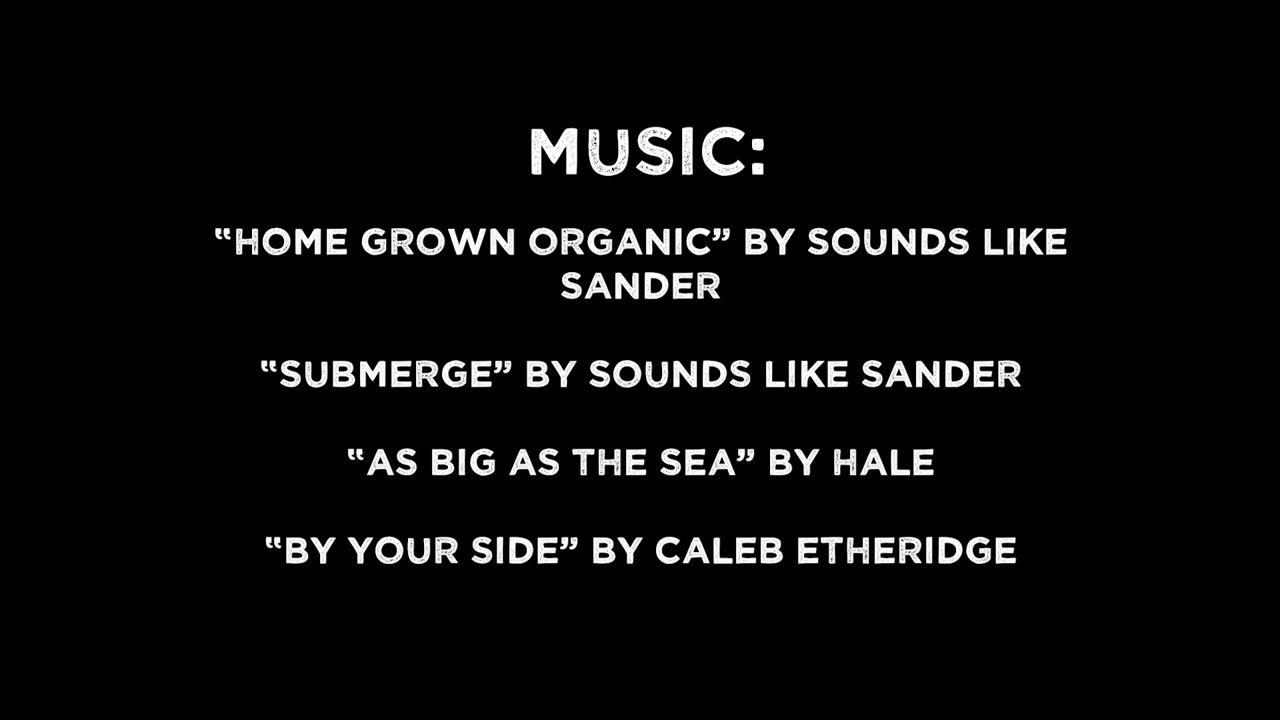 MUSIC:
“HOME GROWN ORGANIC” BY SOUNDS LIKE
SANDER
“SUBMERGE” BY SOUNDS LIKE SANDER
“AS BIG AS THE SEA” BY HALE
“BY YOUR SIDE” BY CALEB ETHERIDGE